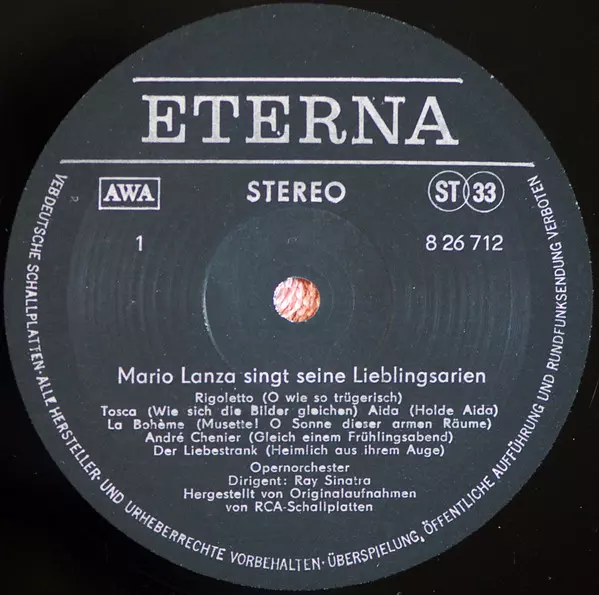 ETERNA
AWA
STEREO
ST 33
1
8 26 712
Mario Lanza singt seine Lieblingsarien
Rigoletto (O wie so trügerisch)
Tosca (Wie sich die Bilder gleichen) Aida (Holde Aida)
La Bohème (Musette! O Sonne dieser armen Räume)
André Chenier (Gleich einem Frühlingsabend)
Der Liebestrank (Heimlich aus ihrem Auge)
Opernorchester
Dirigent: Ray Sinatra
Hergestellt von Originalaufnahmen
von RCA-Schallplatten
VEB DEUTSCHE SCHALLPLATTEN · ALLE HERSTELLER- UND URHEBERRECHTE VORBEHALTEN · ÜBERSPIELUNG, ÖFFENTLICHE AUFFÜHRUNG UND RUNDFUNKSENDUNG VERBOTEN